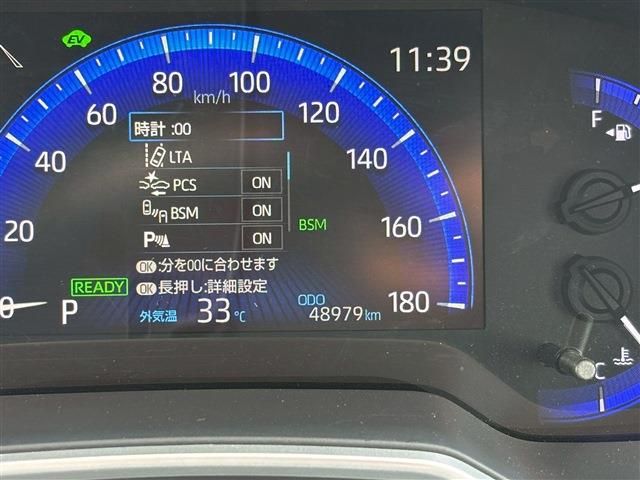 EV
11:39
80
100
km/h
60
120
時計 :00
40
LTA
140
PCS ON
BSM ON
BSM
20
160
P ON
OK :分を00に合わせます
READY
OK 長押し:詳細設定
0
P
外気温 33℃
ODO
48979km
180
F
C